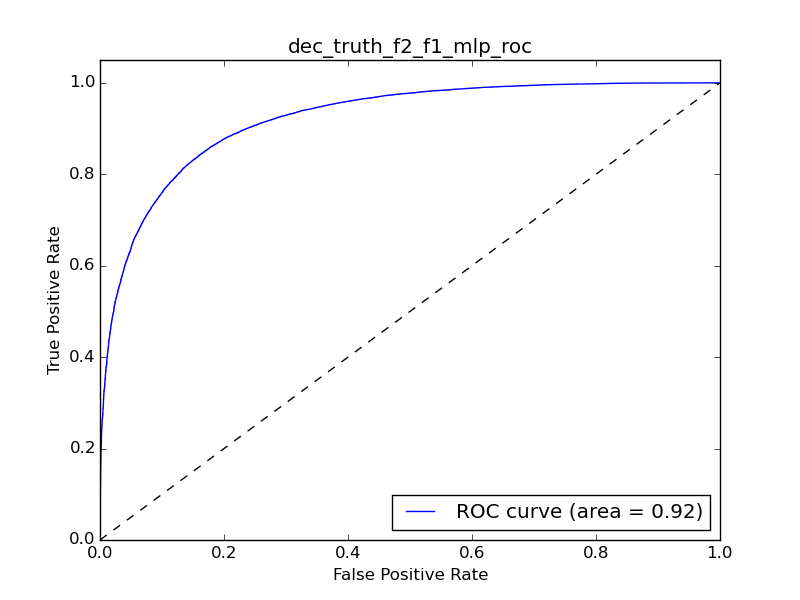 dec_truth_f2_f1_mlp_roc
1.0
0.8
0.6
0.4
0.2
0.0
True Positive Rate
ROC curve (area = 0.92)
0.0 0.2 0.4 0.6 0.8 1.0
False Positive Rate